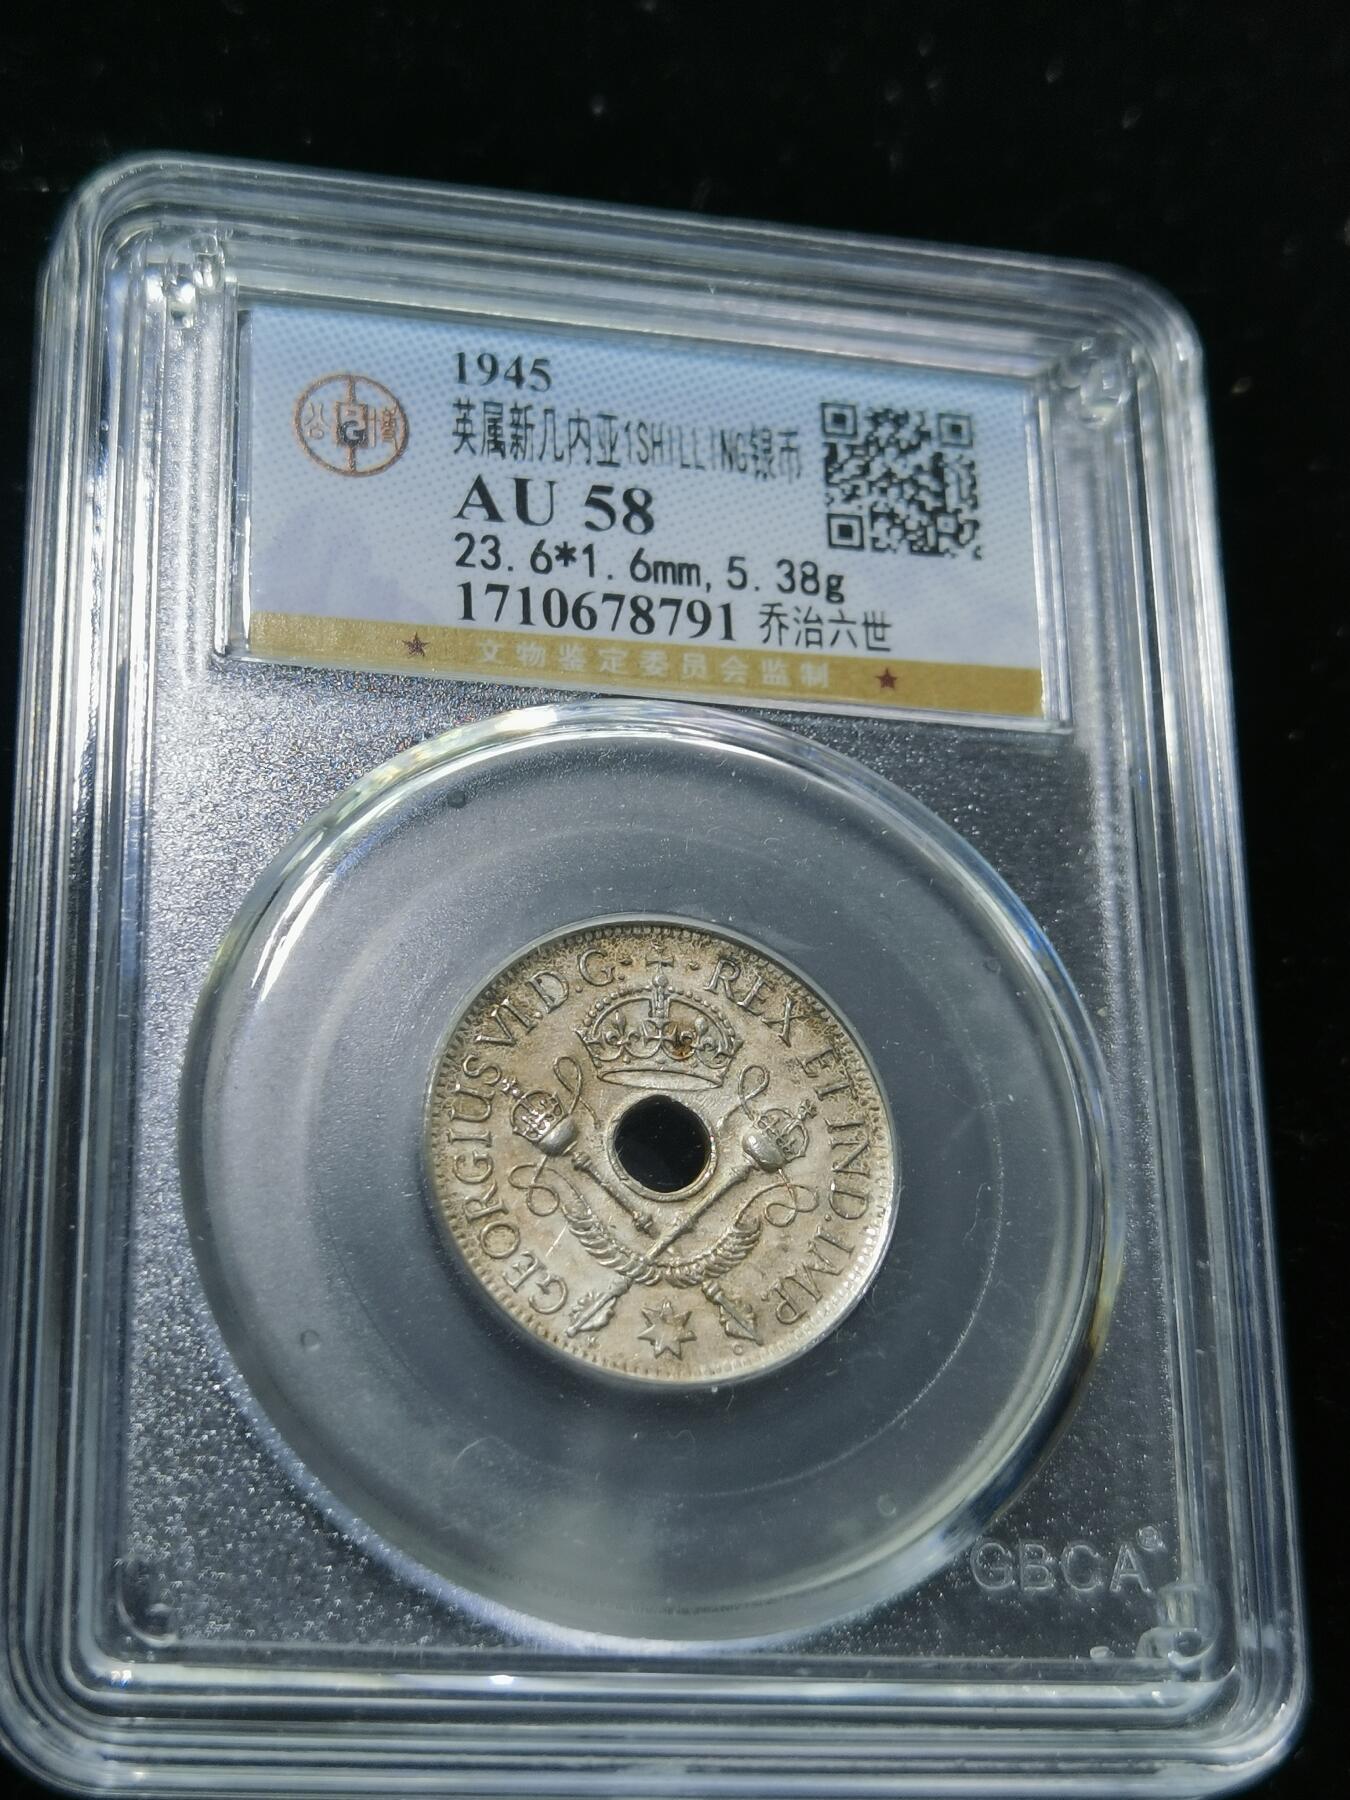 1945
英属新几内亚1SHILLING银币
AU 58
23.6*1.6mm,5.38g
1710678791 乔治六世
★ 文物鉴定委员会监制 ★
公博
GEORGIUS VI.D.G. REX ET IND.IMP.
GBCA®